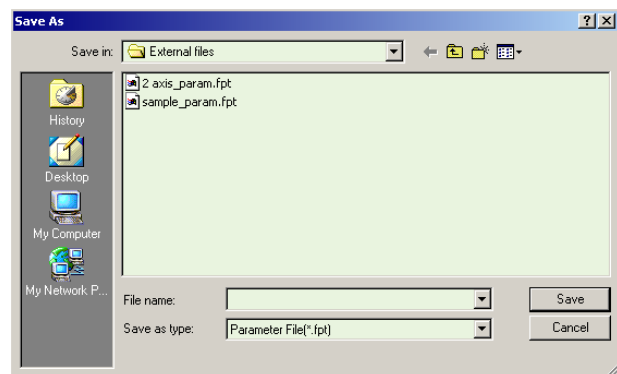 Save As
Save in: External files
2 axis_param.fpt
sample_param.fpt
History
Desktop
My Computer
My Network P...
File name:
Save
Save as type: Parameter File(*.fpt)
Cancel